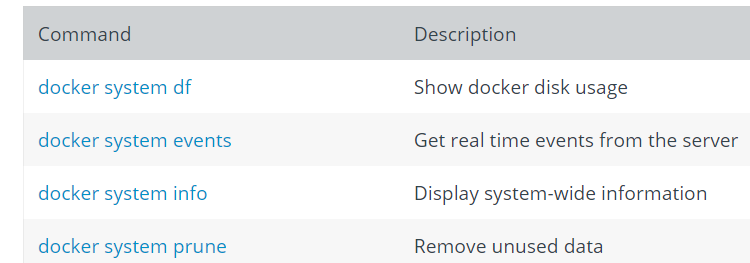 Command Description
docker system df Show docker disk usage
docker system events Get real time events from the server
docker system info Display system-wide information
docker system prune Remove unused data